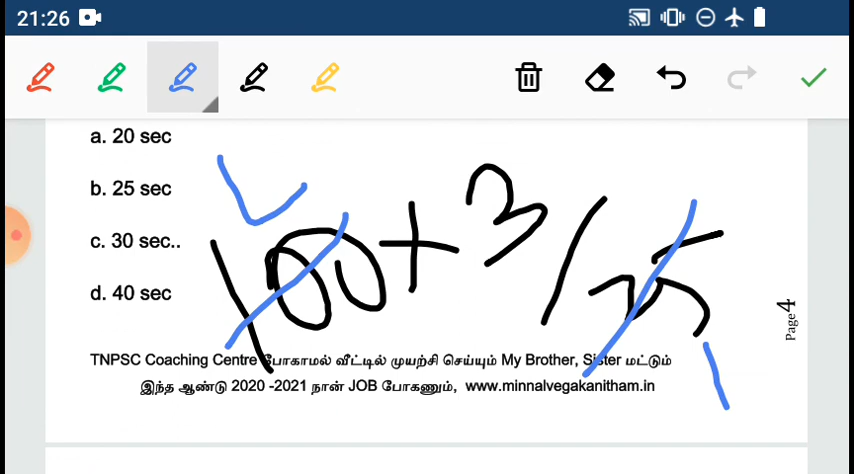 21:26
a. 20 sec
b. 25 sec
c. 30 sec..
d. 40 sec
100+3/25
1
Page4
TNPSC Coaching Centre போகாமல் வீட்டில் முயற்சி செய்யும் My Brother, Sister மட்டும்
இந்த ஆண்டு 2020 -2021 நான் JOB போகணும், www.minnalvegakanitham.in